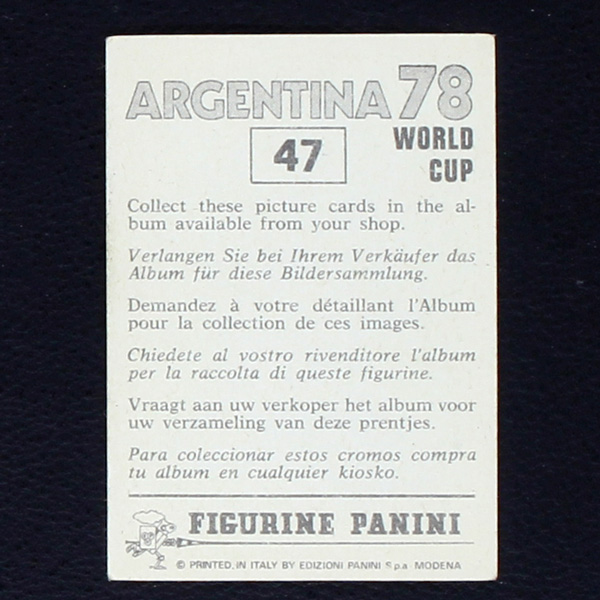 ARGENTINA 78
WORLD
CUP
47
Collect these picture cards in the al-
bum available from your shop.
Verlangen Sie bei Ihrem Verkäufer das
Album für diese Bildersammlung.
Demandez à votre détaillant l'Album
pour la collection de ces images.
Chiedete al vostro rivenditore l'album
per la raccolta di queste figurine.
Vraagt aan uw verkoper het album voor
uw verzameling van deze prentjes.
Para coleccionar estos cromos compra
tu album en cualquier kiosko.
FIGURINE PANINI
© PRINTED, IN ITALY BY EDIZIONI PANINI S.p.a MODENA